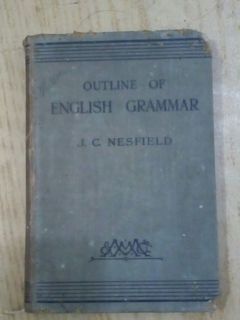 OUTLINE OF
ENGLISH GRAMMAR
J. C. NESFIELD